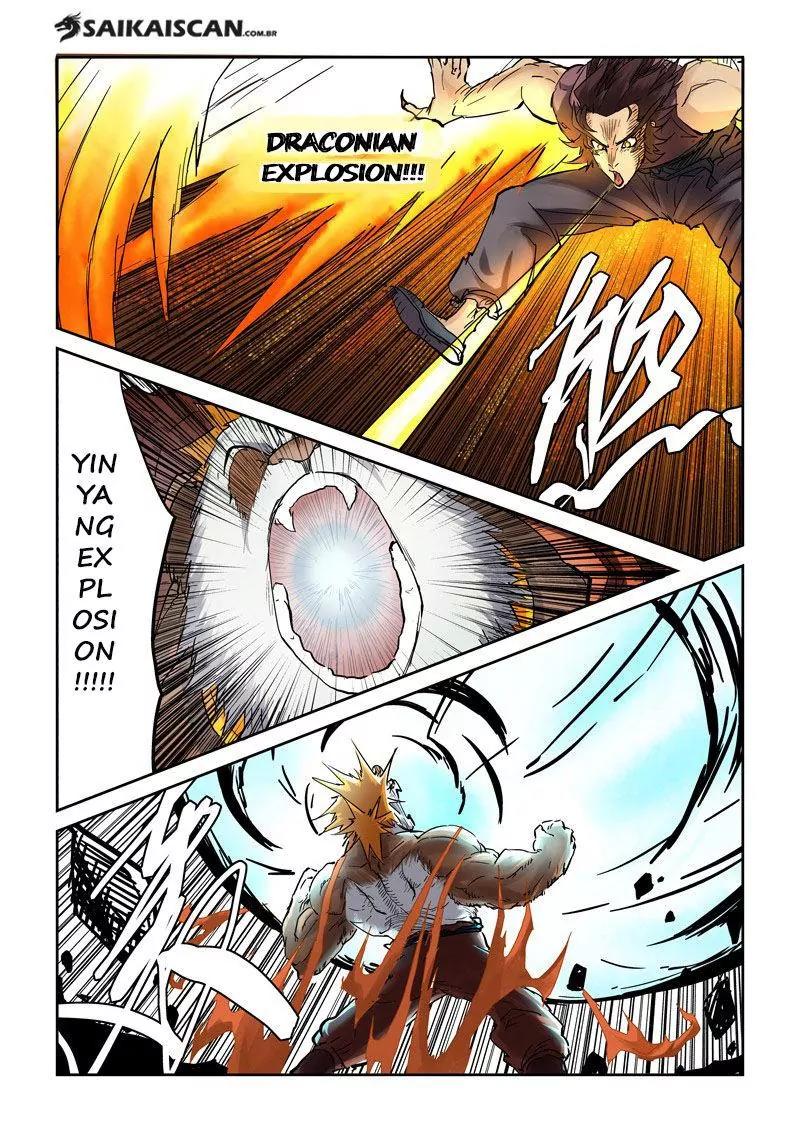 SAIKAISCAN.COM.BR
DRACONIAN
EXPLOSION!!!
YIN
YA
NG EX
PL
OSI
ON
!!!!!